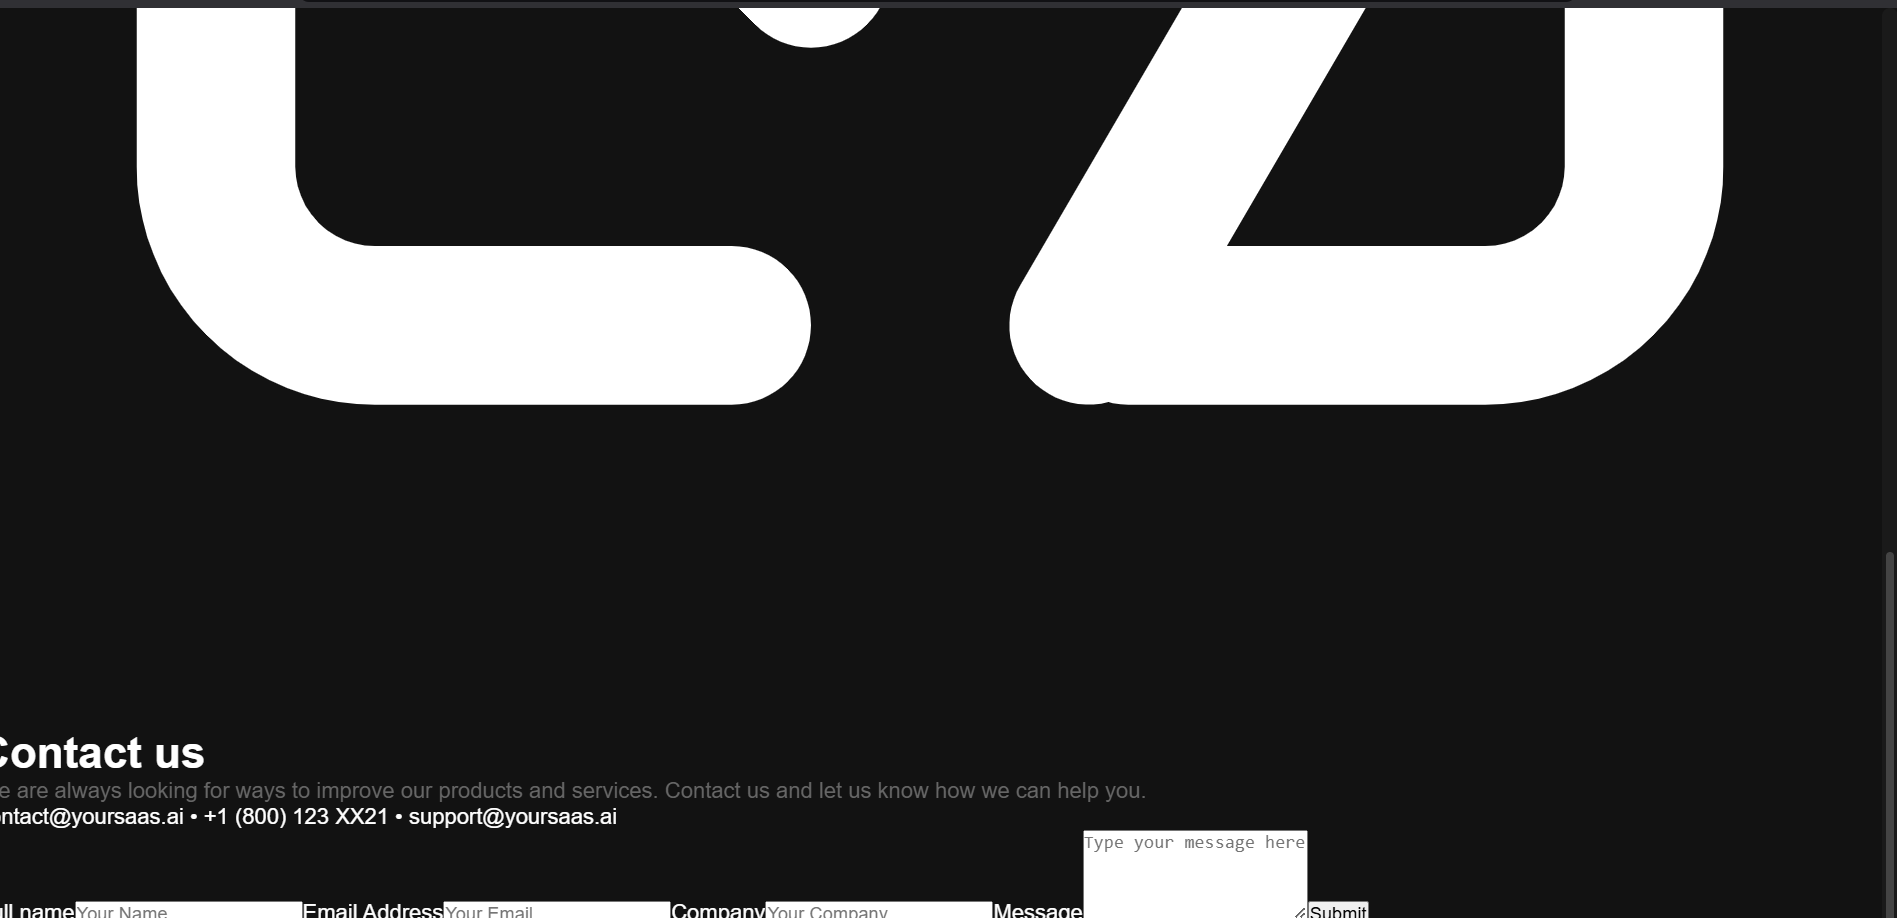 Contact us
e are always looking for ways to improve our products and services. Contact us and let us know how we can help you.
ntact@yoursaas.ai • +1 (800) 123 XX21 • support@yoursaas.ai
Type your message here
ll name Your Name Email Address Your Email Company Your Company Message Submit